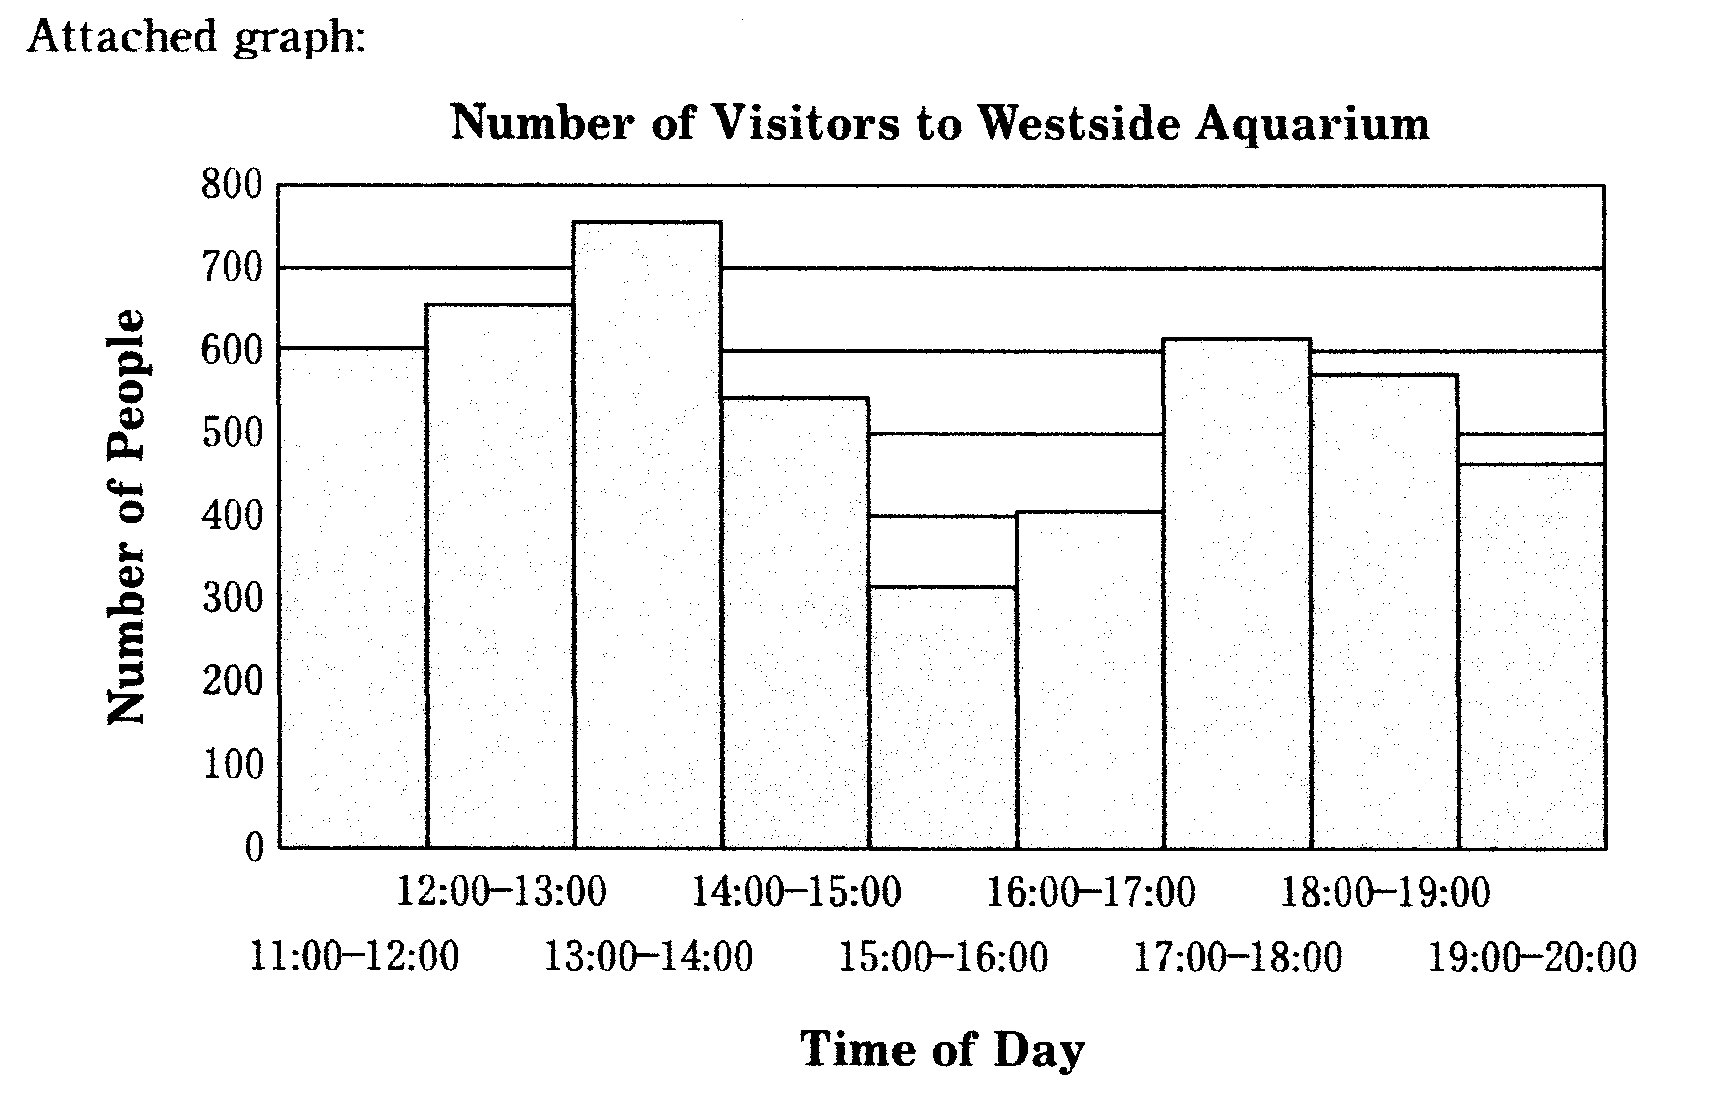 Attached graph:
Number of Visitors to Westside Aquarium
800
700
600
500
400
300
200
100
0
Number of People
12:00–13:00 14:00–15:00 16:00–17:00 18:00–19:00
11:00–12:00 13:00–14:00 15:00–16:00 17:00–18:00 19:00–20:00
Time of Day